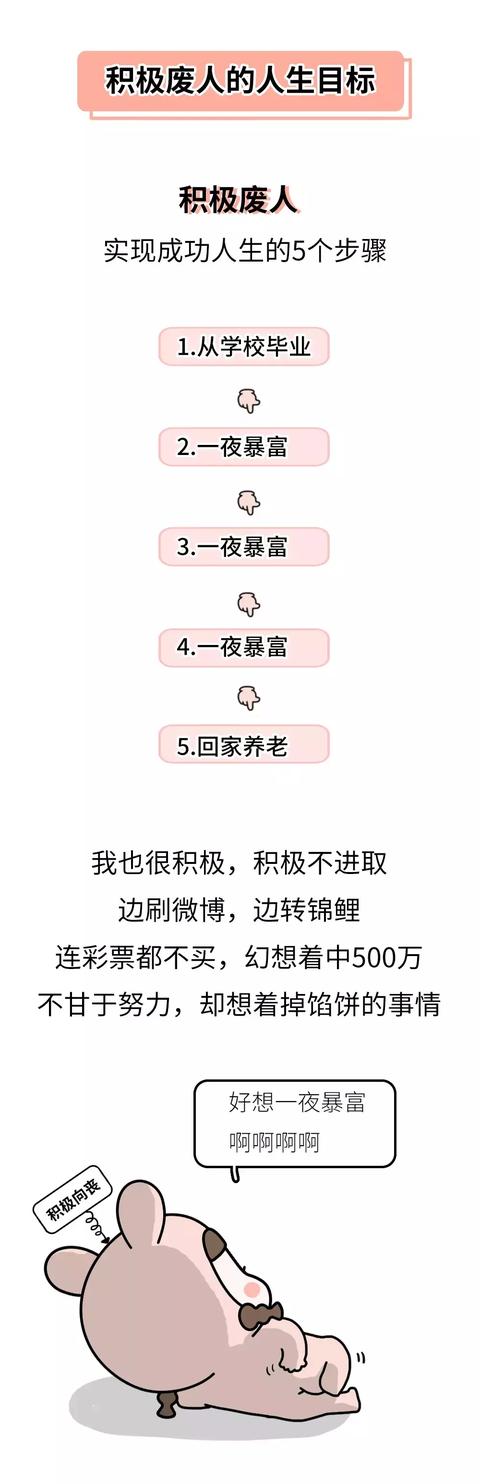 积极废人的人生目标
积极废人
实现成功人生的5个步骤
1.从学校毕业
2.一夜暴富
3.一夜暴富
4.一夜暴富
5.回家养老
我也很积极，积极不进取
边刷微博，边转锦鲤
连彩票都不买，幻想着中500万
不甘于努力，却想着掉馅饼的事情
好想一夜暴富
啊啊啊啊
积极向丧